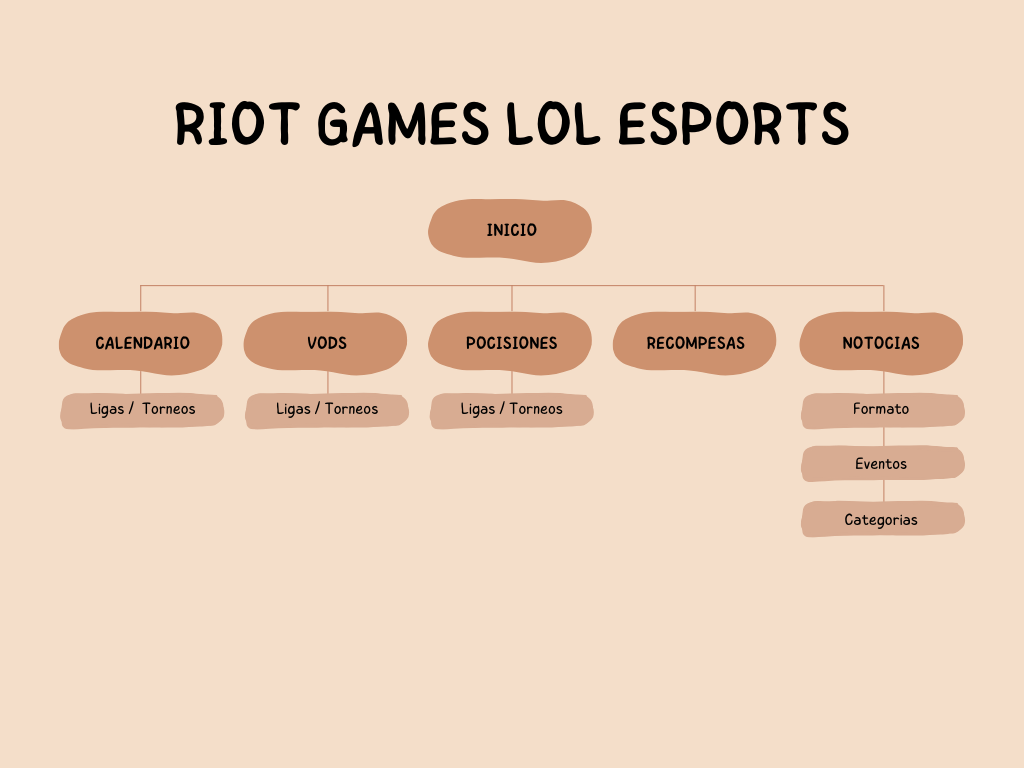 RIOT GAMES LOL ESPORTS
INICIO
CALENDARIO
VODS
POCISIONES
RECOMPESAS
NOTOCIAS
Ligas / Torneos
Ligas / Torneos
Ligas / Torneos
Formato
Eventos
Categorias